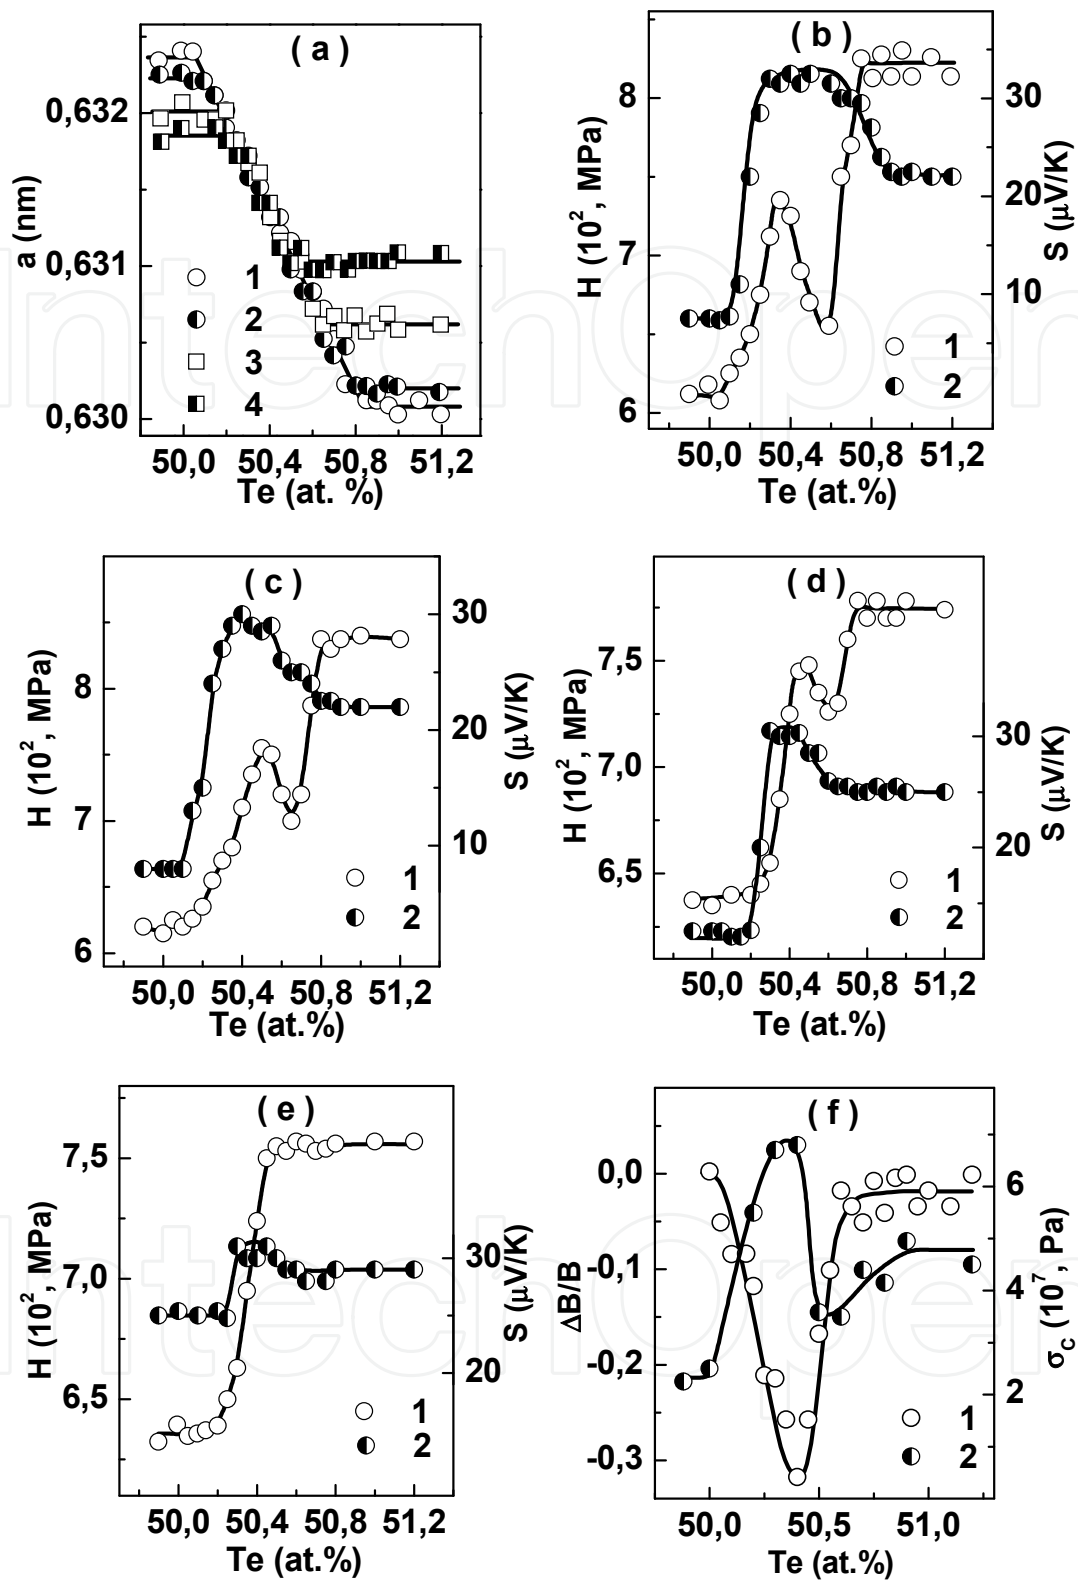 ( a )
0,632
0,631
0,630
a (nm)
1
2
3
4
50,0 50,4 50,8 51,2
Te (at. %)
( b )
8
7
6
H (10², MPa)
30
20
10
S (μV/K)
1
2
50,0 50,4 50,8 51,2
Te (at. %)
( c )
8
7
6
H (10², MPa)
30
20
10
S (μV/K)
1
2
50,0 50,4 50,8 51,2
Te (at.%)
( d )
7,5
7,0
6,5
H (10², MPa)
30
20
S (μV/K)
1
2
50,0 50,4 50,8 51,2
Te (at.%)
( e )
7,5
7,0
6,5
H (10², MPa)
30
20
S (μV/K)
1
2
50,0 50,4 50,8 51,2
Te (at.%)
( f )
0,0
-0,1
-0,2
-0,3
ΔB/B
6
4
2
σC (10⁷, Pa)
1
2
50,0 50,5 51,0
Te (at.%)
IntechOpen
IntechOpen